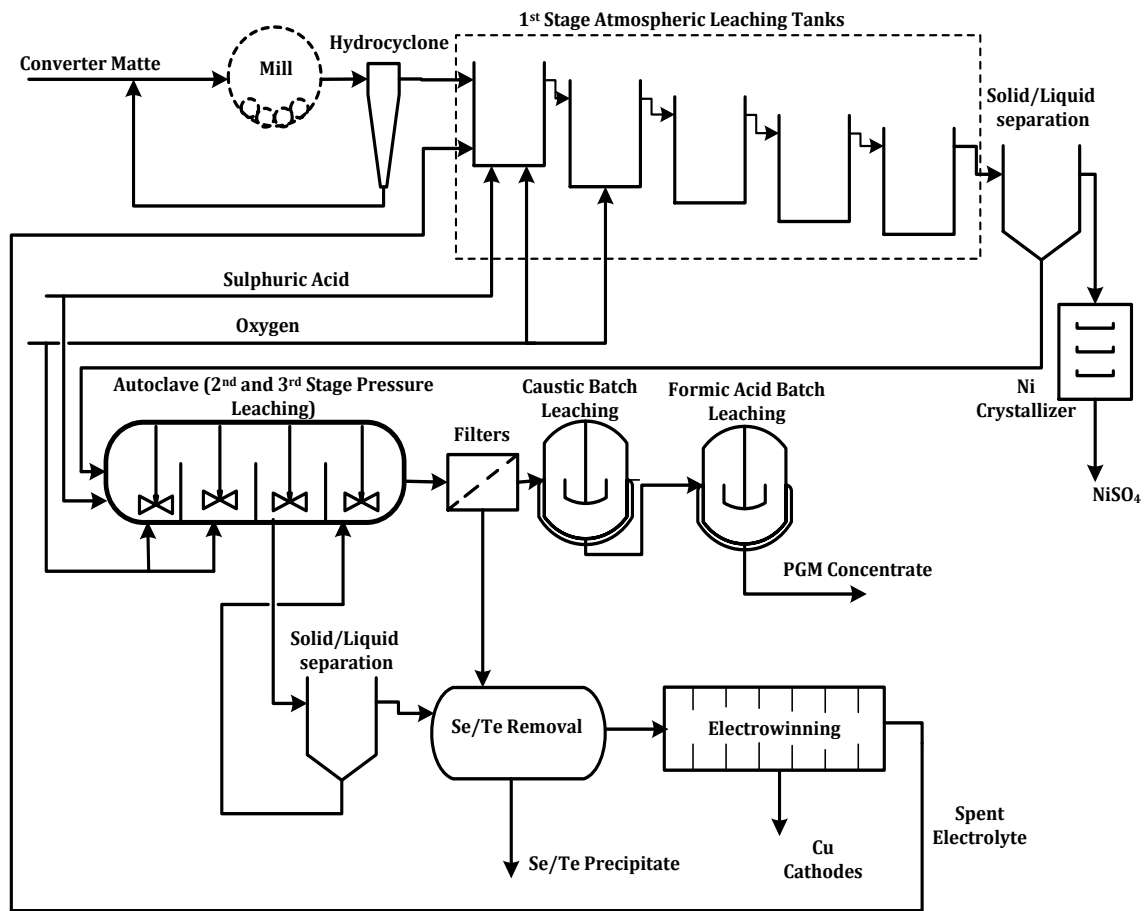 1st Stage Atmospheric Leaching Tanks
Hydrocyclone
Converter Matte
Mill
Solid/Liquid
separation
Sulphuric Acid
Oxygen
Autoclave (2nd and 3rd Stage Pressure
Leaching)
Caustic Batch
Leaching
Formic Acid Batch
Leaching
Ni
Crystallizer
Filters
NiSO4
PGM Concentrate
Solid/Liquid
separation
Se/Te Removal
Electrowinning
Spent
Electrolyte
Se/Te Precipitate
Cu
Cathodes